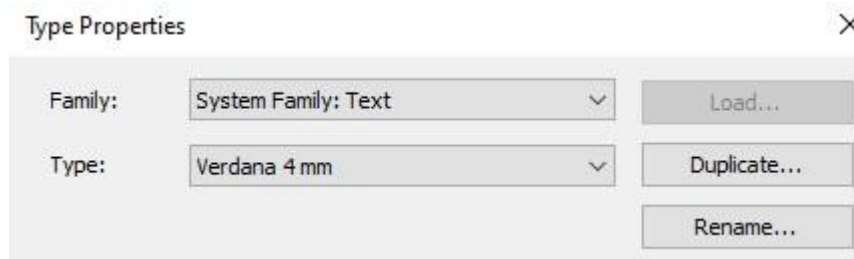 Type Properties
Family: System Family: Text Load...
Type: Verdana 4 mm Duplicate...
Rename...